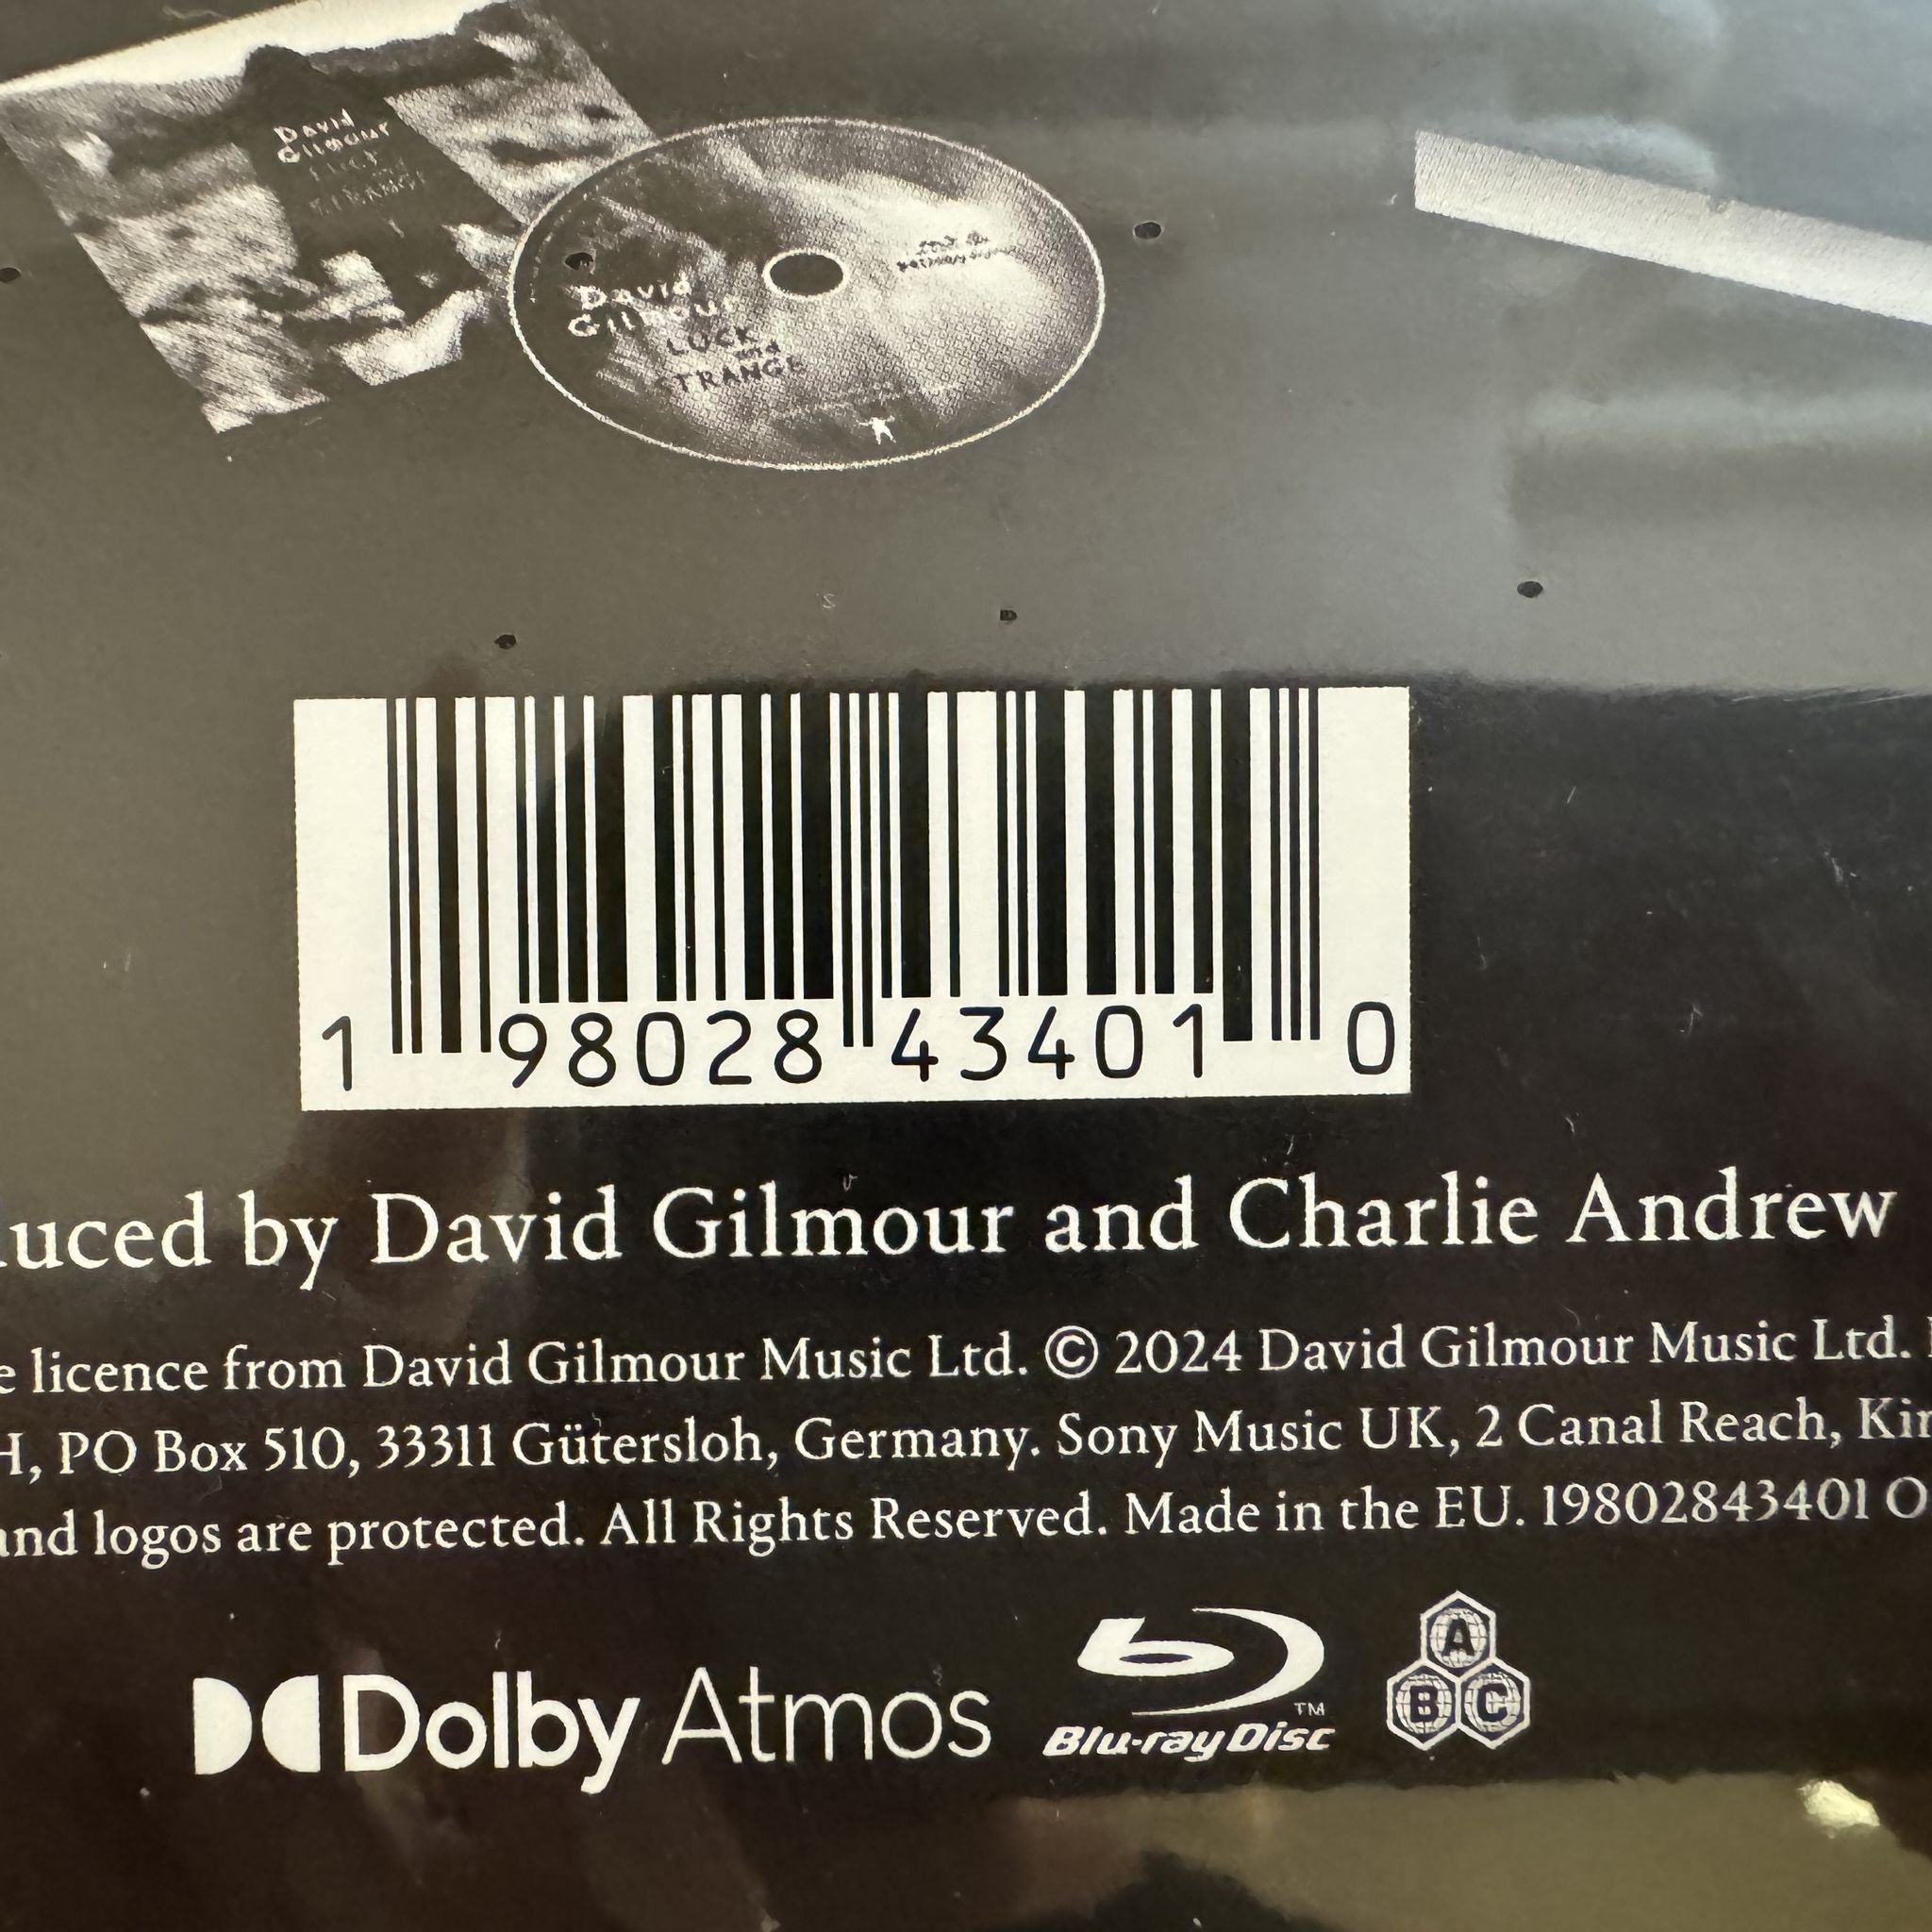 David
Gilmour
David
Gilmour
LUCK
and
STRANGE
1 98028 43401 0
uced by David Gilmour and Charlie Andrew
e licence from David Gilmour Music Ltd. © 2024 David Gilmour Music Ltd.
H, PO Box 510, 33311 Gütersloh, Germany. Sony Music UK, 2 Canal Reach, Kin
and logos are protected. All Rights Reserved. Made in the EU. 19802843401 O
Dolby Atmos
Blu-ray Disc TM
A
B C